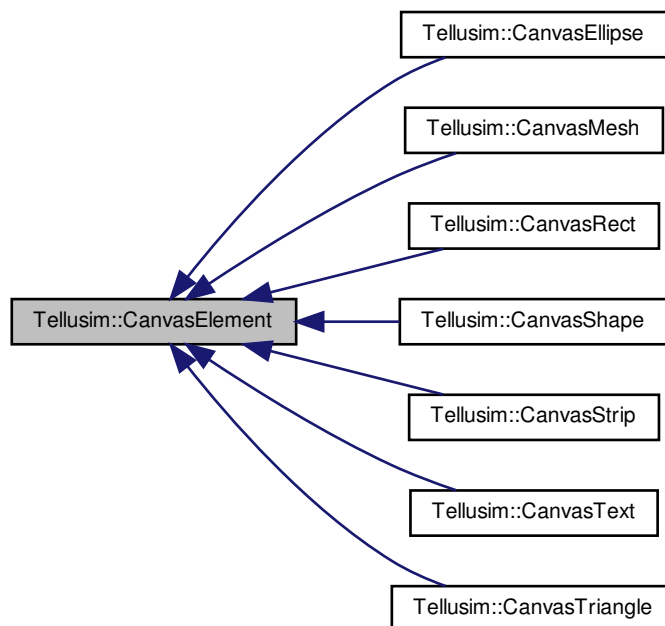 Tellusim::CanvasEllipse
Tellusim::CanvasMesh
Tellusim::CanvasRect
Tellusim::CanvasElement
Tellusim::CanvasShape
Tellusim::CanvasStrip
Tellusim::CanvasText
Tellusim::CanvasTriangle